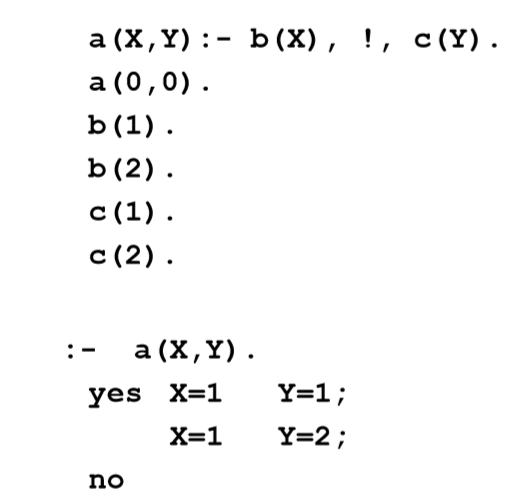 a(X,Y):- b(X), !, c(Y).
a(0,0).
b(1).
b(2).
c(1).
c(2).
:- a(X,Y).
yes X=1 Y=1;
X=1 Y=2;
no